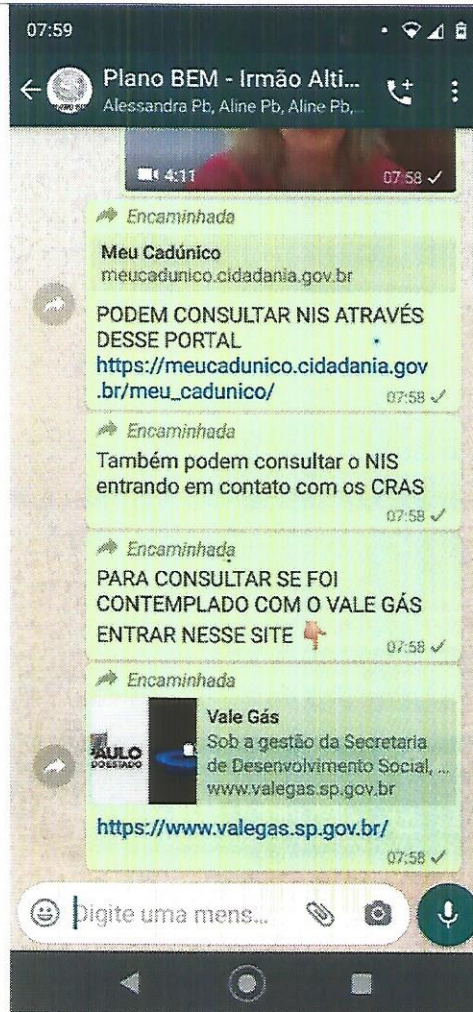 07:59
Plano BEM - Irmão Alti...
Alessandra Pb, Aline Pb, Aline Pb,...
4:11
07:58
Encaminhada
Meu Cadúnico
meucadunico.cidadania.gov.br
PODEM CONSULTAR NIS ATRAVÉS
DESSE PORTAL
https://meucadunico.cidadania.gov
.br/meu_cadunico/
07:58
Encaminhada
Também podem consultar o NIS
entrando em contato com os CRAS
07:58
Encaminhada
PARA CONSULTAR SE FOI
CONTEMPLADO COM O VALE GÁS
ENTRAR NESSE SITE 👇
07:58
Encaminhada
Vale Gás
AULO
DO ESTADO
Sob a gestão da Secretaria
de Desenvolvimento Social, ...
www.valegas.sp.gov.br
https://www.valegas.sp.gov.br/
07:58
Digite uma mens...